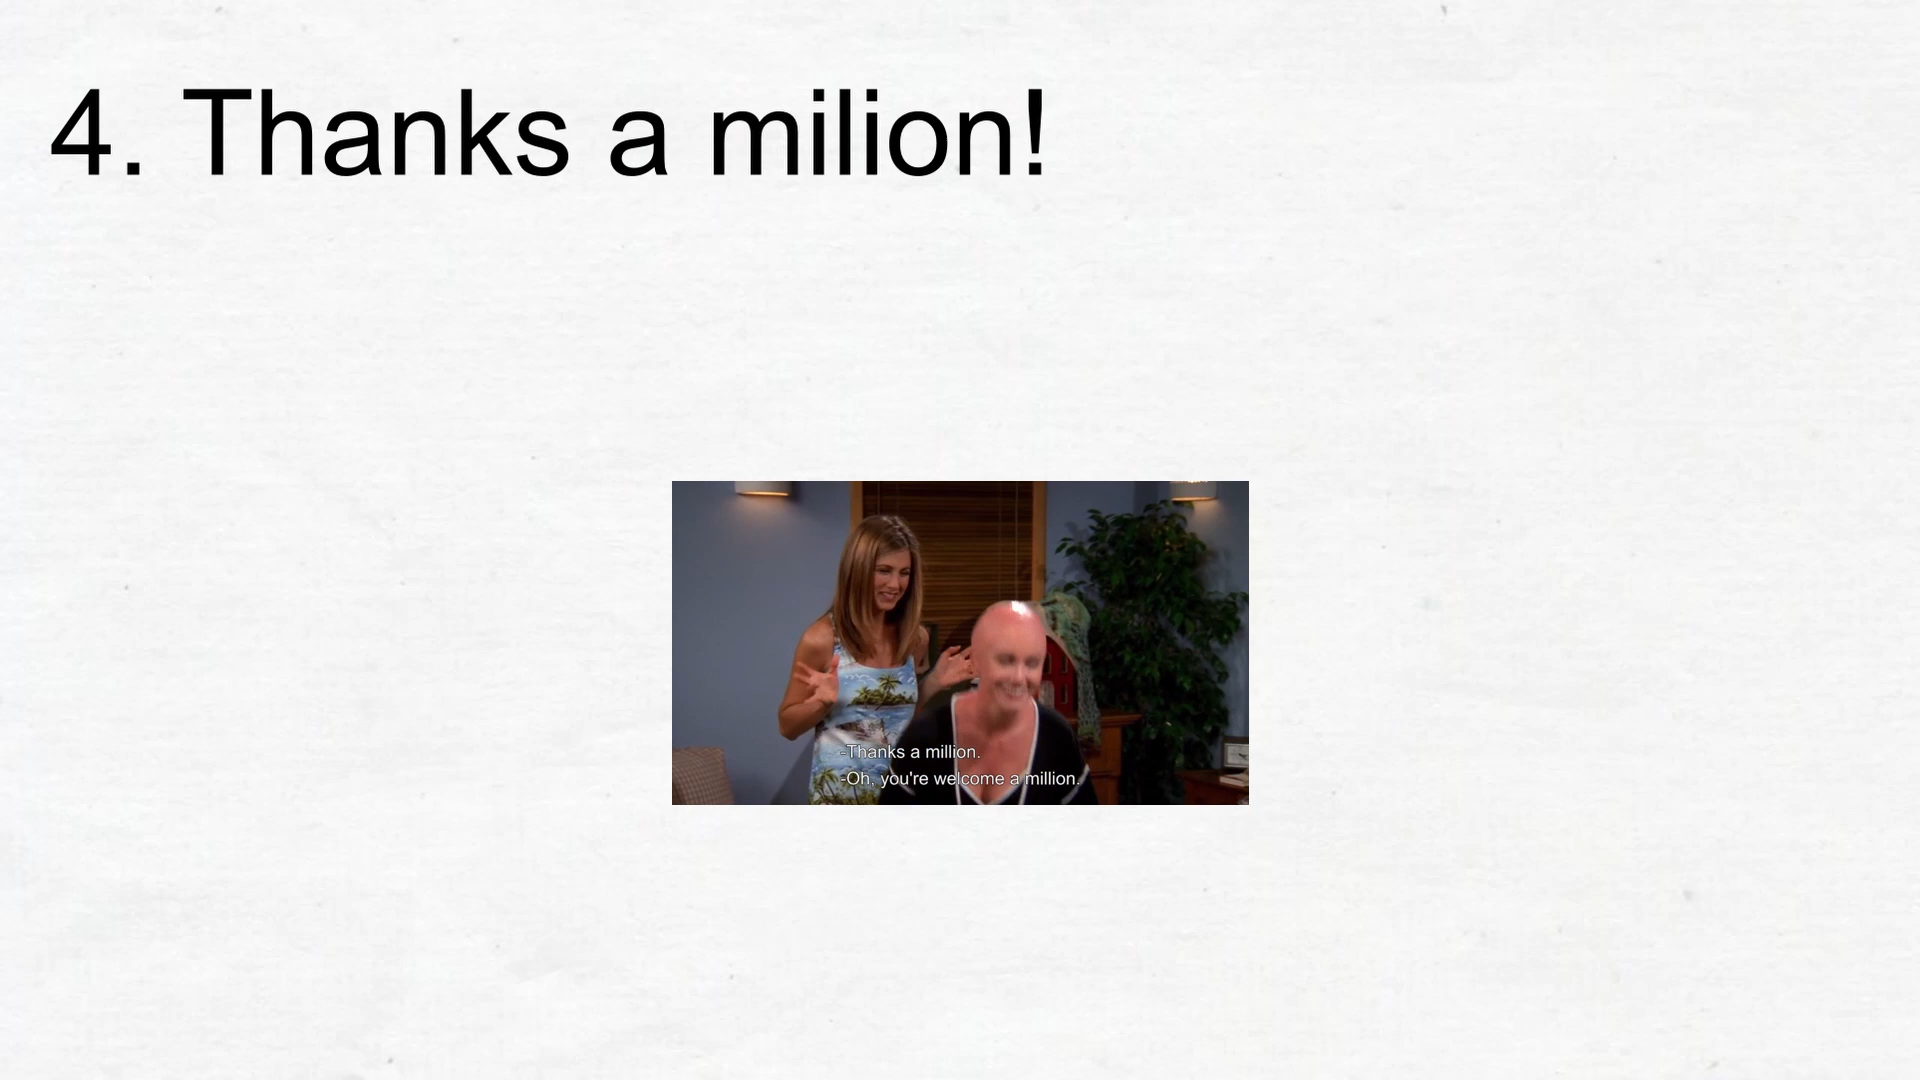 4. Thanks a milion!
-Thanks a million.
-Oh, you're welcome a million.